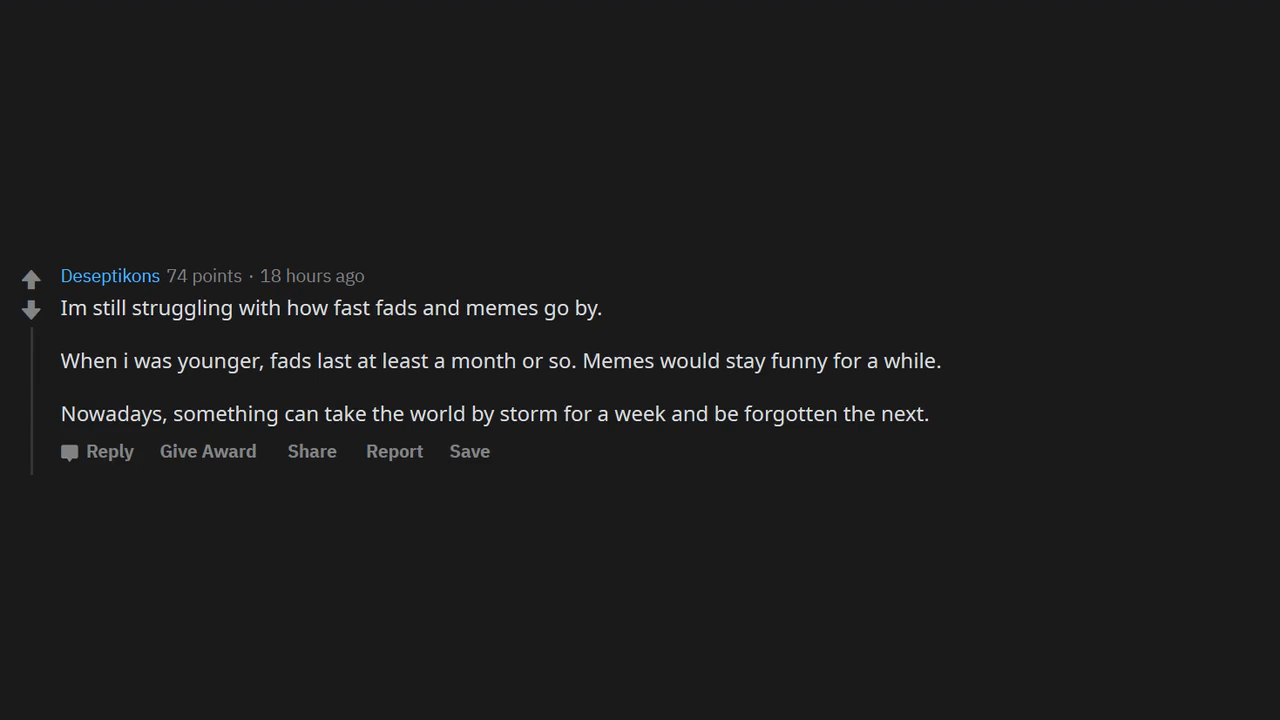 Deseptikons 74 points · 18 hours ago
Im still struggling with how fast fads and memes go by.
When i was younger, fads last at least a month or so. Memes would stay funny for a while.
Nowadays, something can take the world by storm for a week and be forgotten the next.
Reply Give Award Share Report Save